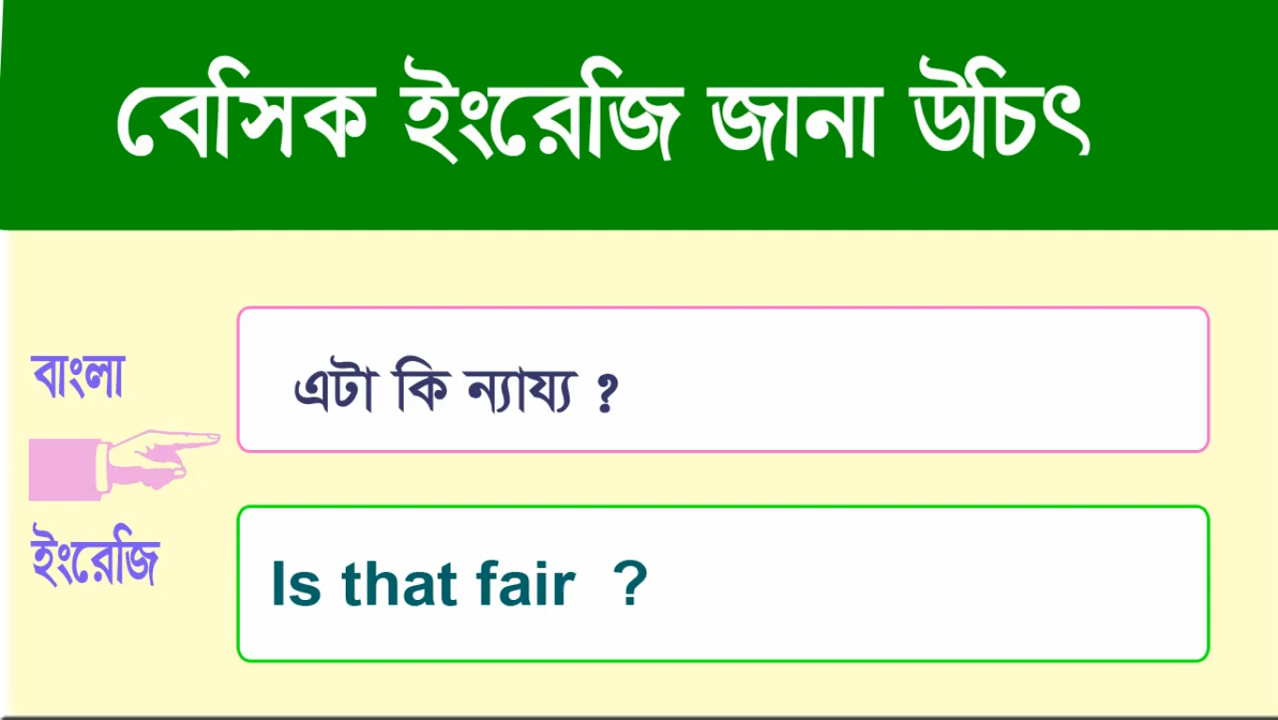 বেসিক ইংরেজি জানা উচিৎ
বাংলা
এটা কি ন্যায্য ?
ইংরেজি
Is that fair ?